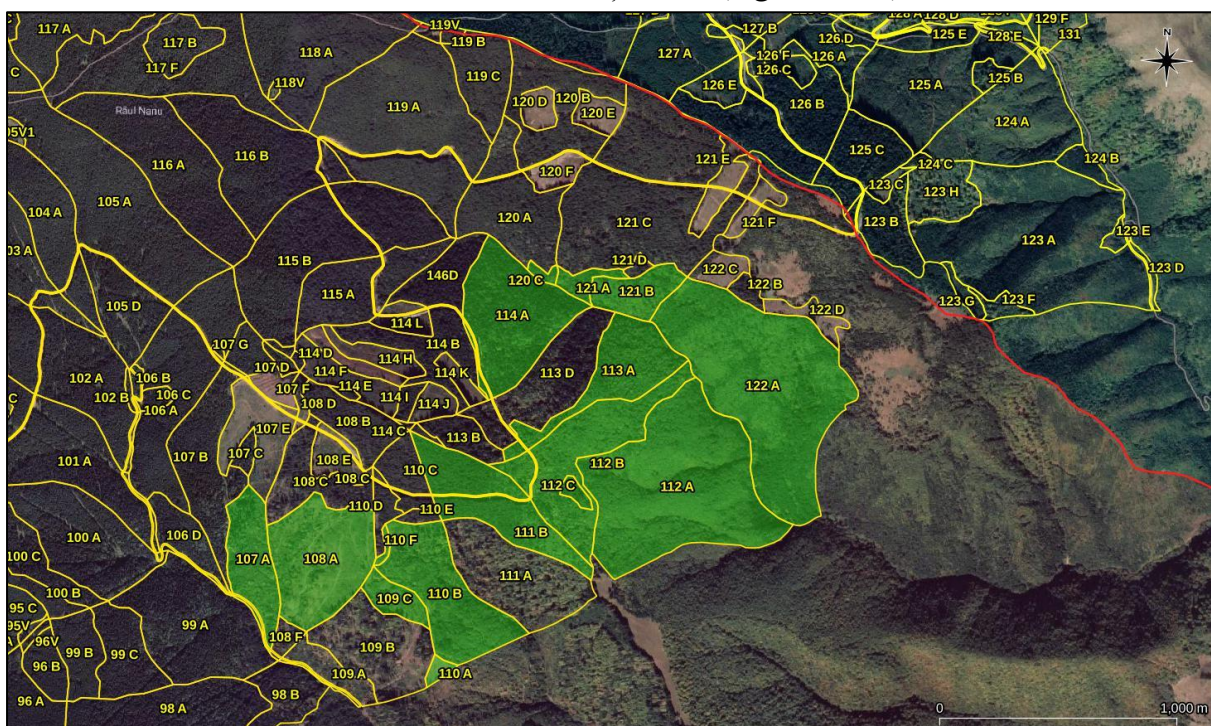 117 A
117 B
117 F
118 A
118V
119V
119 B
119 C
119 A
120 D
120 B
120 E
127 A
127 B
126 F
126 C
126 E
126 D
126 A
126 B
128 A
128 D
125 E
128 E
129 F
131
125 B
125 A
124 A
N
Râul Nanu
116 A
116 B
120 F
121 E
125 C
124 C
124 B
123 C
123 H
104 A
105 A
120 A
121 C
121 F
123 B
123 A
123 E
123 D
115 B
146D
120 C
121 D
121 A
121 B
122 C
122 B
122 D
123 G
123 F
105 D
115 A
114 A
114 L
114 B
107 G
107 D
114 D
114 F
114 H
114 K
114 E
114 I
114 J
113 D
113 A
122 A
102 A
106 B
102 B
106 C
106 A
107 F
108 D
108 B
114 C
113 B
107 E
107 C
108 E
108 C
108 C
110 C
112 B
112 C
112 A
101 A
107 B
110 D
110 E
100 A
106 D
107 A
108 A
110 F
111 B
100 C
100 B
111 A
109 C
110 B
95 C
95V
96V
96 B
99 B
99 C
99 A
108 F
109 B
109 A
110 A
96 A
98 A
98 B
0
1,000 m